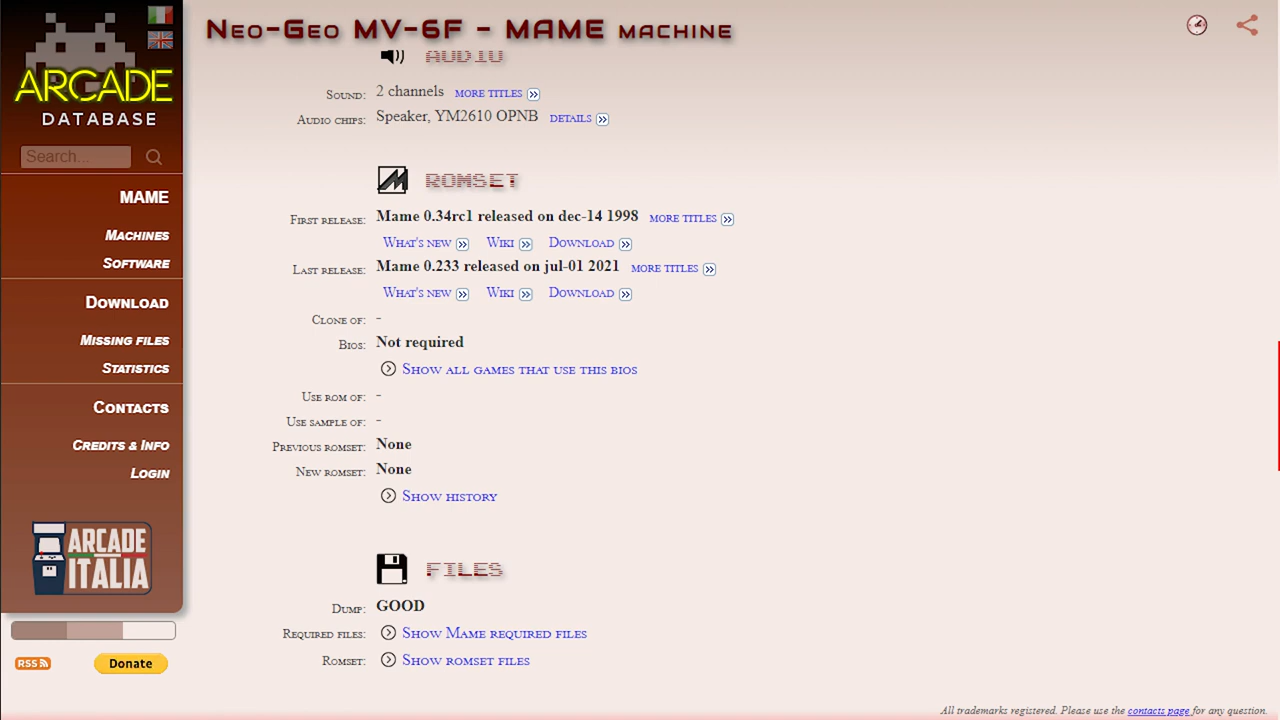 Neo-Geo MV-6F - MAME machine
ARCADE
DATABASE
Search...
MAME
Machines
Software
Download
Missing files
Statistics
Contacts
Credits & Info
Login
ARCADE
ITALIA
RSS
Donate
AUDIO
Sound: 2 channels more titles
Audio chips: Speaker, YM2610 OPNB details
ROMSET
First release: Mame 0.34rc1 released on dec-14 1998 more titles
What's new Wiki Download
Last release: Mame 0.233 released on jul-01 2021 more titles
What's new Wiki Download
Clone of: -
Bios: Not required
Show all games that use this bios
Use rom of: -
Use sample of: -
Previous romset: None
New romset: None
Show history
FILES
Dump: GOOD
Required files: Show Mame required files
Romset: Show romset files
All trademarks registered. Please use the contacts page for any question.